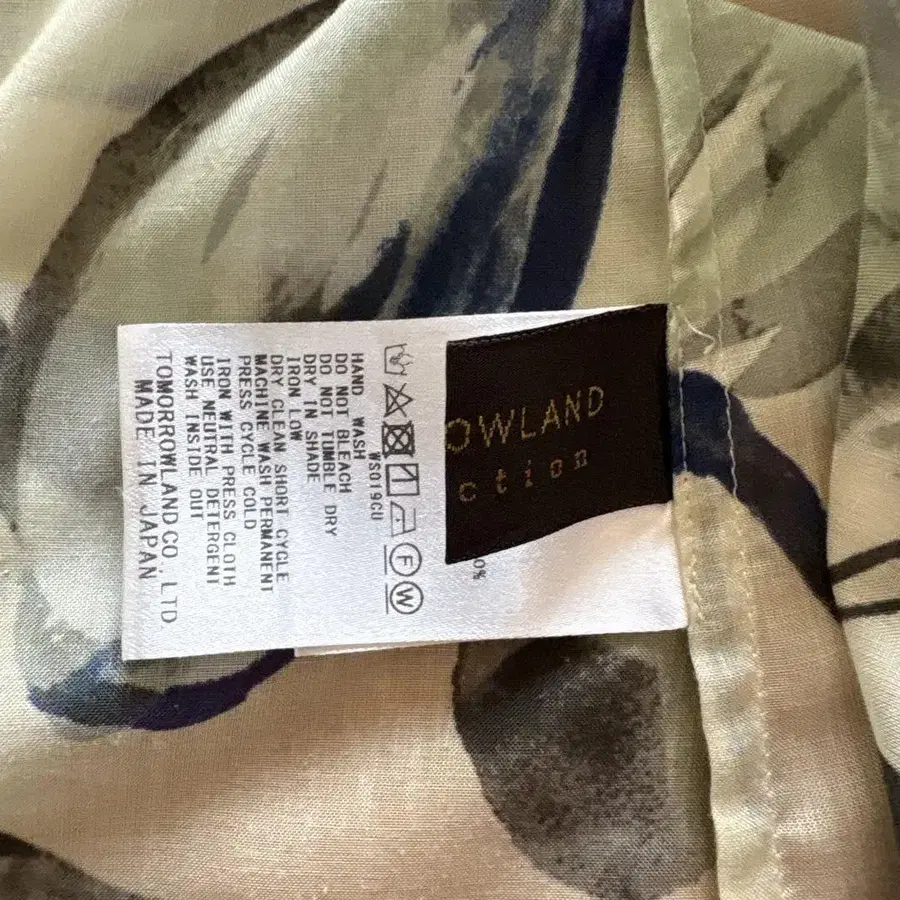 OWLAND
ction
0%
WS019CU
HAND WASH
DO NOT BLEACH
DO NOT TUMBLE DRY
DRY IN SHADE
IRON LOW
DRY CLEAN SHORT CYCLE
MACHINE WASH PERMANENT
PRESS CYCLE COLD
IRON WITH PRESS CLOTH
USE NEUTRAL DETERGENT
WASH INSIDE OUT
TOMORROWLAND CO., LTD
MADE IN JAPAN
F
W